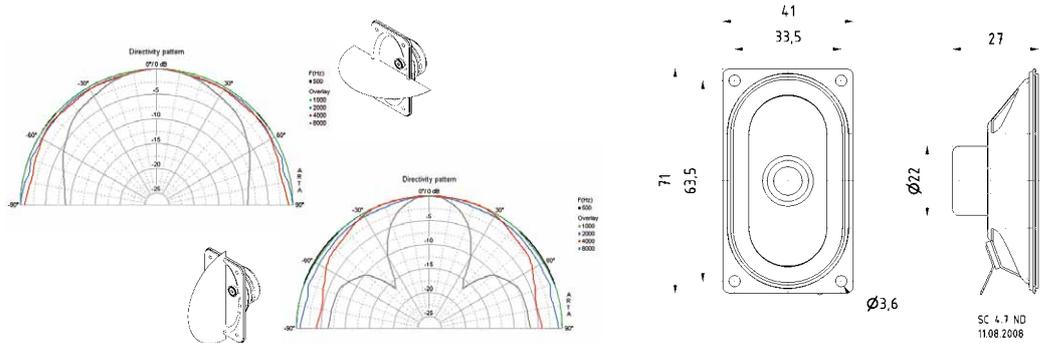 Directivity pattern
0°/0 dB
-30°
30°
-60°
60°
-90°
90°
-5
-10
-15
-20
-25
F(Hz)
500
Overlay
1000
2000
4000
8000
A
R
T
A
Directivity pattern
0°/0 dB
-30°
30°
-60°
60°
-90°
90°
-5
-10
-15
-20
-25
F(Hz)
500
Overlay
1000
2000
4000
8000
A
R
T
A
41
33,5
27
71
63,5
Ø22
Ø3,6
SC 4.7 ND
11.08.2008